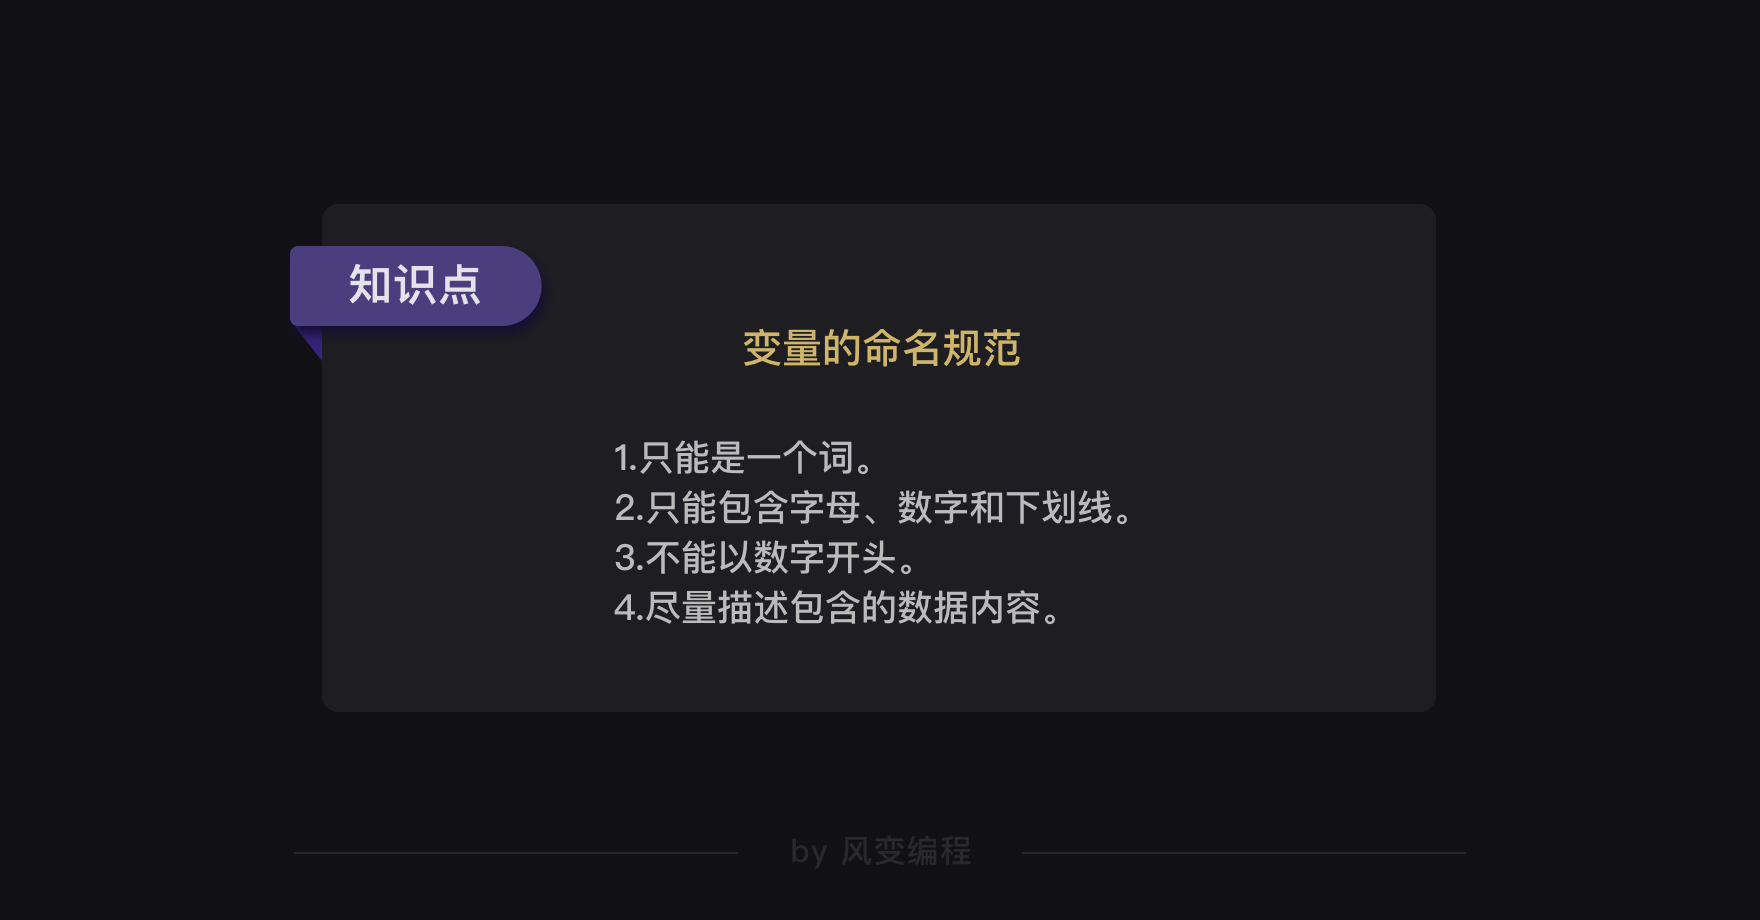 知识点
变量的命名规范
1.只能是一个词。
2.只能包含字母、数字和下划线。
3.不能以数字开头。
4.尽量描述包含的数据内容。
by 风变编程